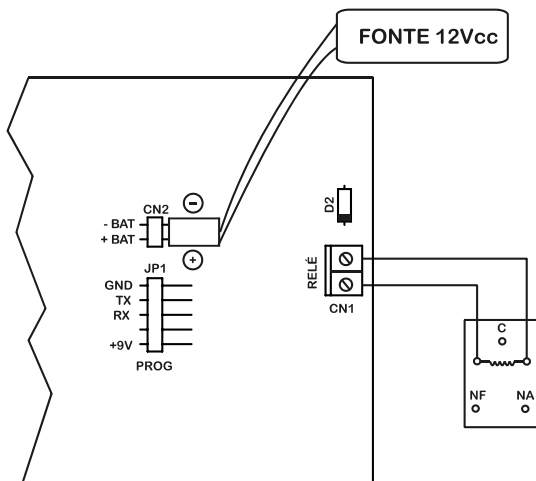 FONTE 12Vcc
CN2
- BAT
+ BAT
JP1
GND
TX
RX
+9V
PROG
D2
RELÉ
CN1
C
NF
NA